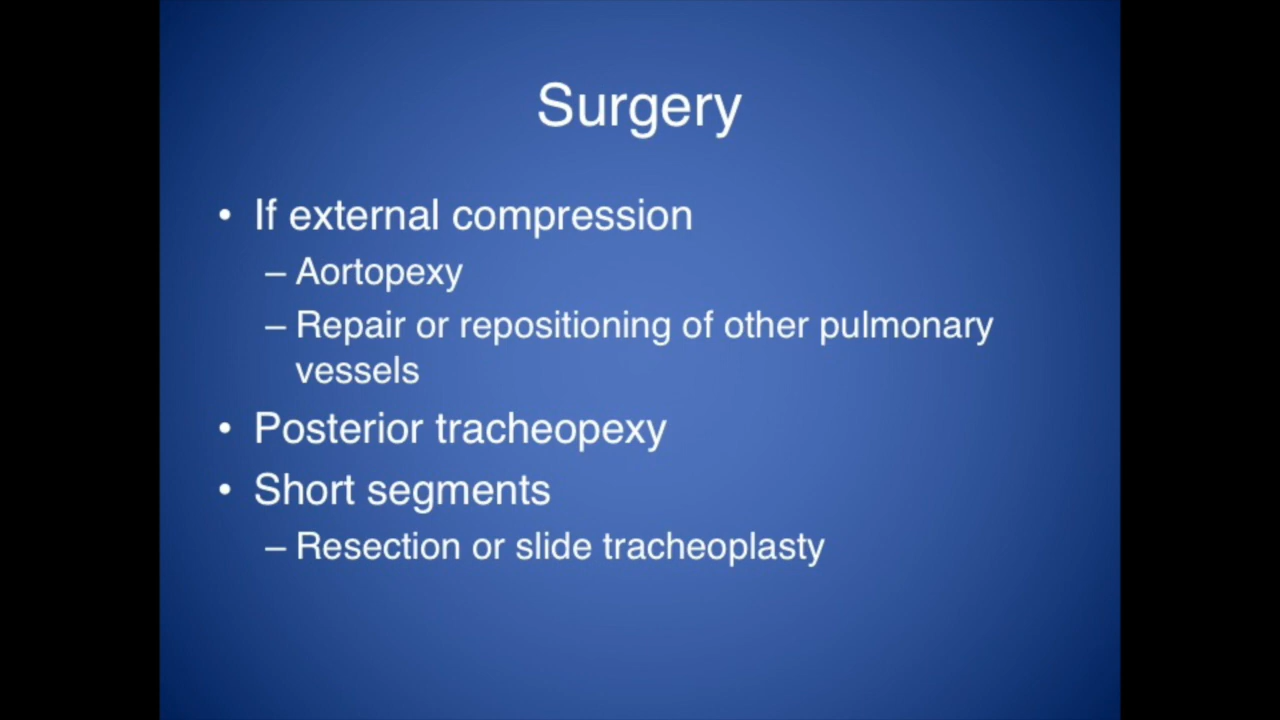 Surgery
• If external compression
– Aortopexy
– Repair or repositioning of other pulmonary
vessels
• Posterior tracheopexy
• Short segments
– Resection or slide tracheoplasty